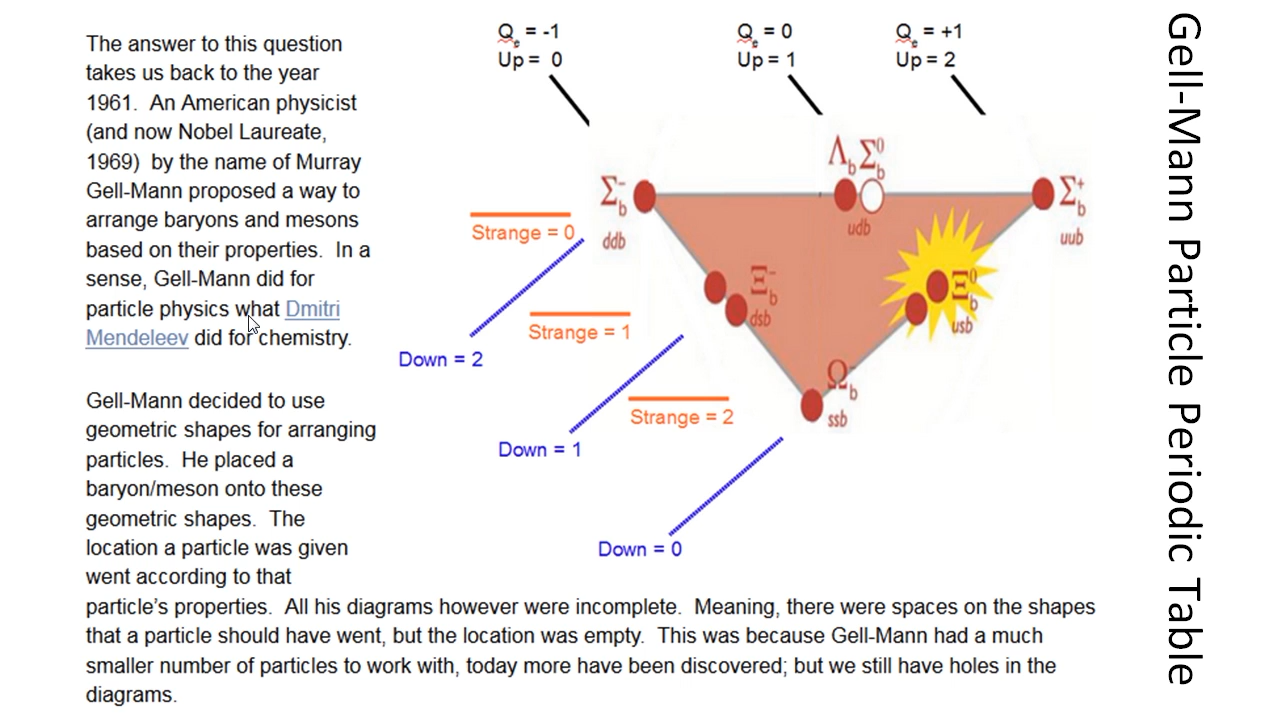 The answer to this question
takes us back to the year
1961.  An American physicist
(and now Nobel Laureate,
1969)  by the name of Murray
Gell-Mann proposed a way to
arrange baryons and mesons
based on their properties.  In a
sense, Gell-Mann did for
particle physics what Dmitri
Mendeleev did for chemistry.
Gell-Mann decided to use
geometric shapes for arranging
particles.  He placed a
baryon/meson onto these
geometric shapes.  The
location a particle was given
went according to that
particle’s properties.  All his diagrams however were incomplete.  Meaning, there were spaces on the shapes
that a particle should have went, but the location was empty.  This was because Gell-Mann had a much
smaller number of particles to work with, today more have been discovered; but we still have holes in the
diagrams.
Qe = -1
Up = 0
Qe = 0
Up = 1
Qe = +1
Up = 2
Λb Σb0
Σb-
ddb
udb
Σb+
uub
Strange = 0
Ξb-
dsb
Ξb0
usb
Strange = 1
Down = 2
Ωb-
ssb
Strange = 2
Down = 1
Down = 0
Gell-Mann Particle Periodic Table